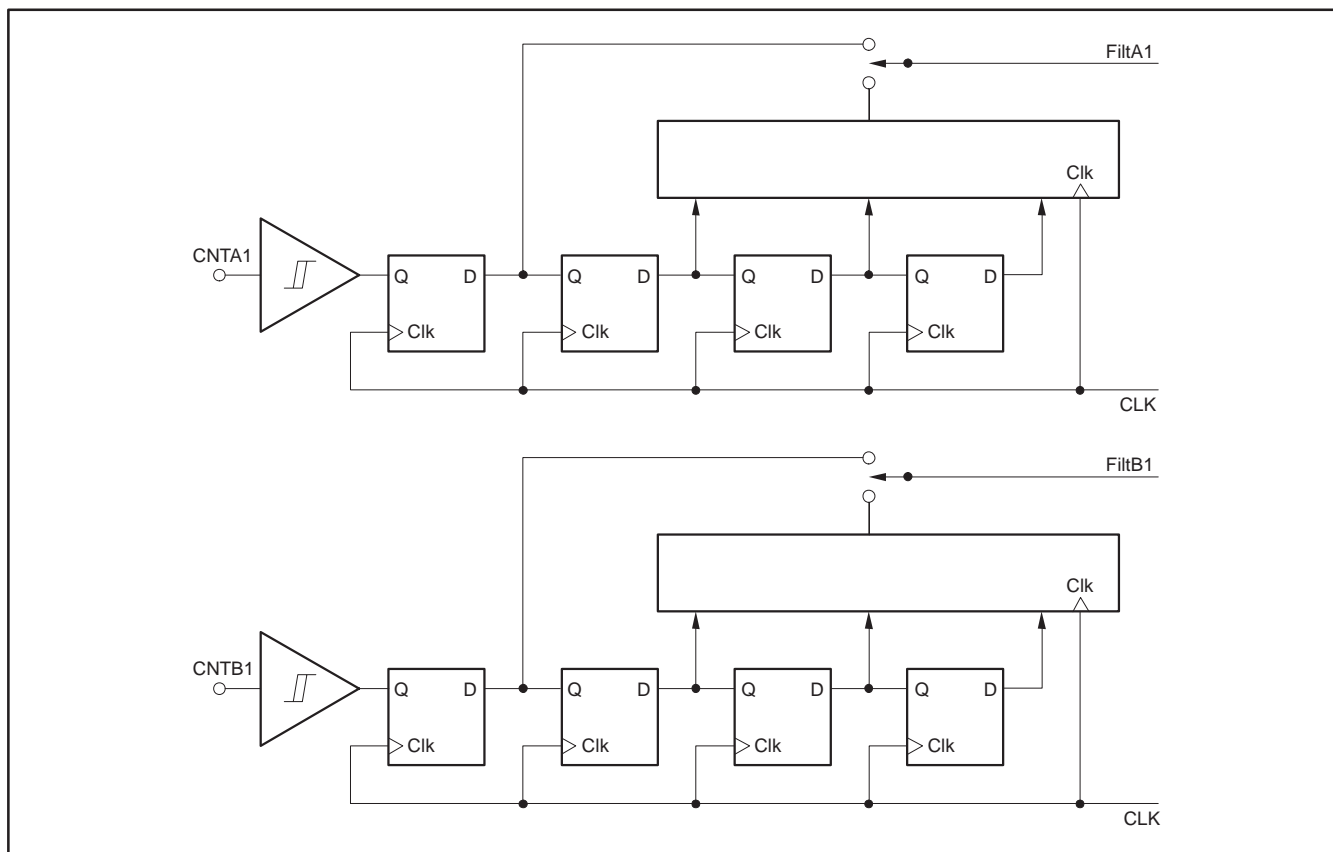 FiltA1
Clk
CNTA1
Q D Q D Q D Q D
Clk Clk Clk Clk
CLK
FiltB1
Clk
CNTB1
Q D Q D Q D Q D
Clk Clk Clk Clk
CLK